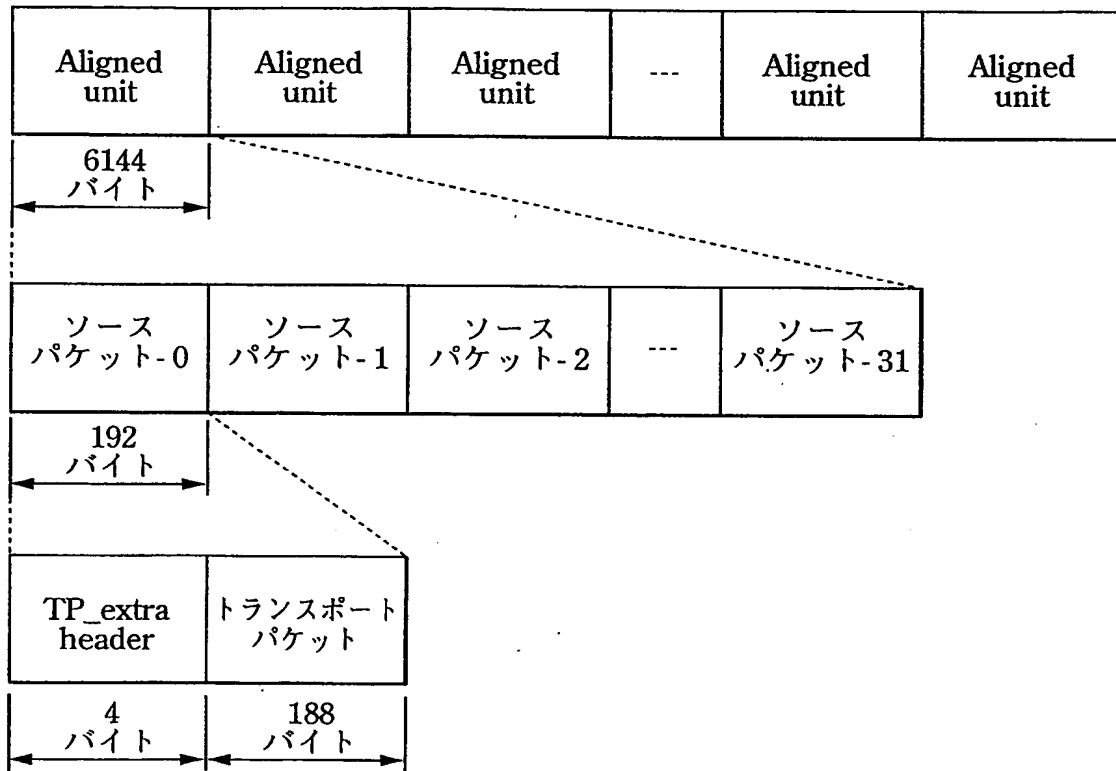 Aligned unit
Aligned unit
Aligned unit
---
Aligned unit
Aligned unit
6144
バイト
ソース
パケット-0
ソース
パケット-1
ソース
パケット-2
---
ソース
パケット-31
192
バイト
TP_extra
header
トランスポート
パケット
4
バイト
188
バイト